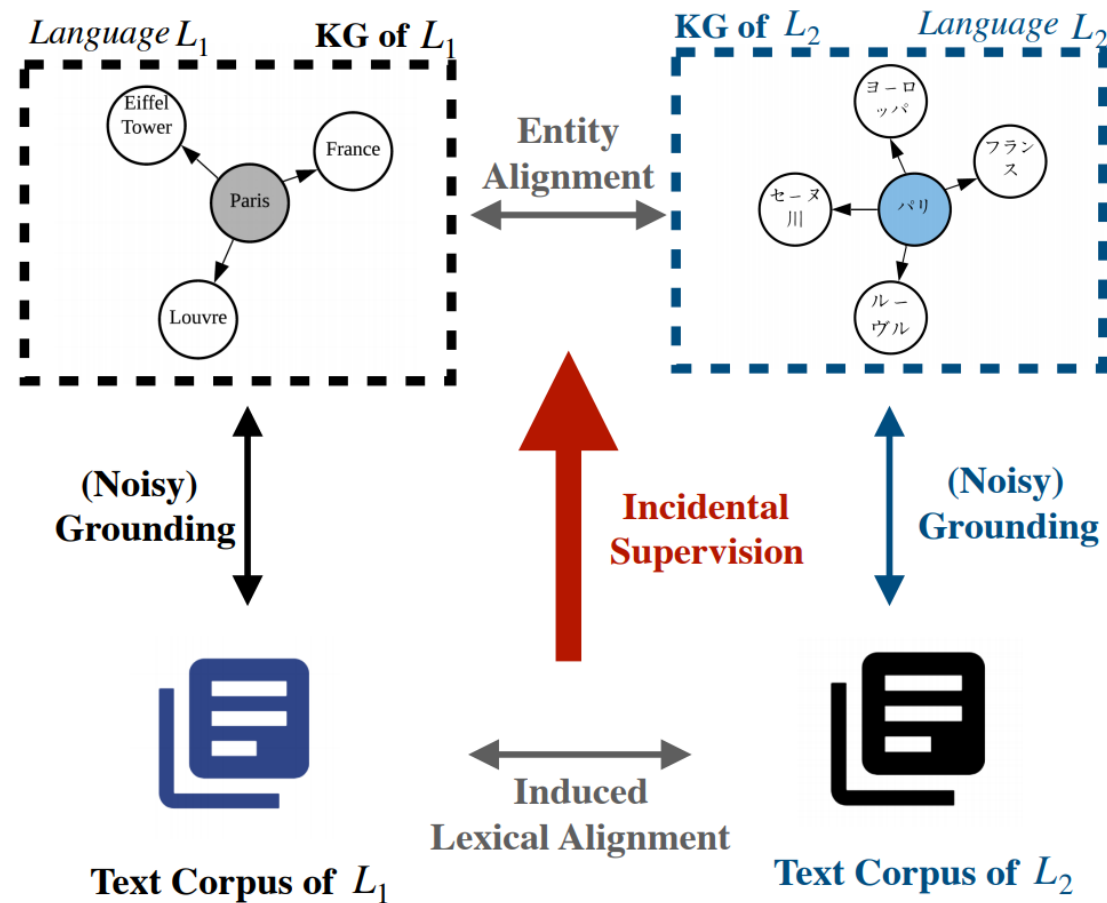 Language L₁
KG of L₁
KG of L₂
Language L₂
Eiffel
Tower
France
Paris
Louvre
Entity
Alignment
ヨーロ
ッパ
フラン
ス
セーヌ
川
パリ
ルー
ヴル
(Noisy)
Grounding
Incidental
Supervision
(Noisy)
Grounding
Induced
Lexical Alignment
Text Corpus of L₁
Text Corpus of L₂